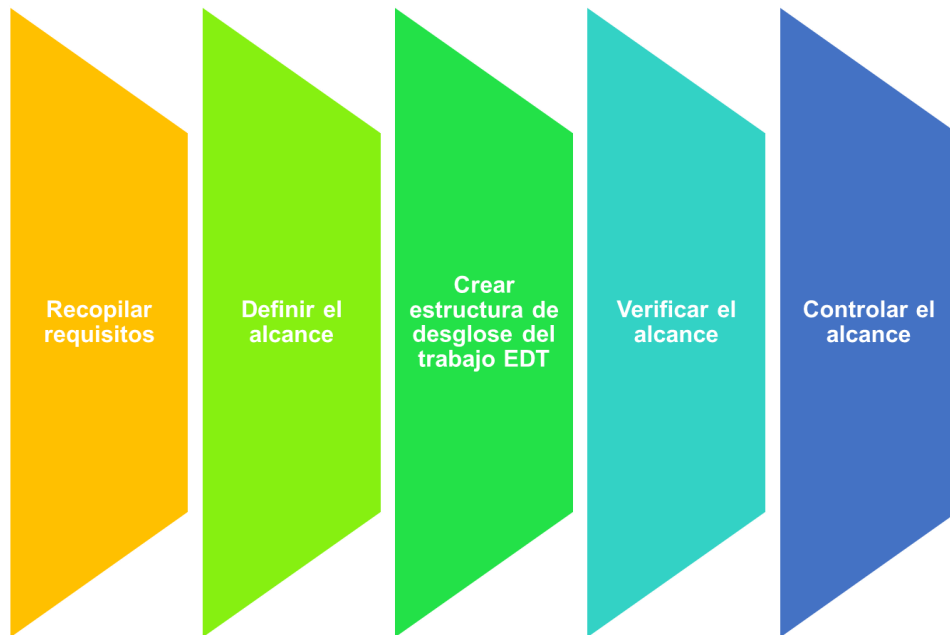 Recopilar
requisitos
Definir el
alcance
Crear
estructura de
desglose del
trabajo EDT
Verificar el
alcance
Controlar el
alcance